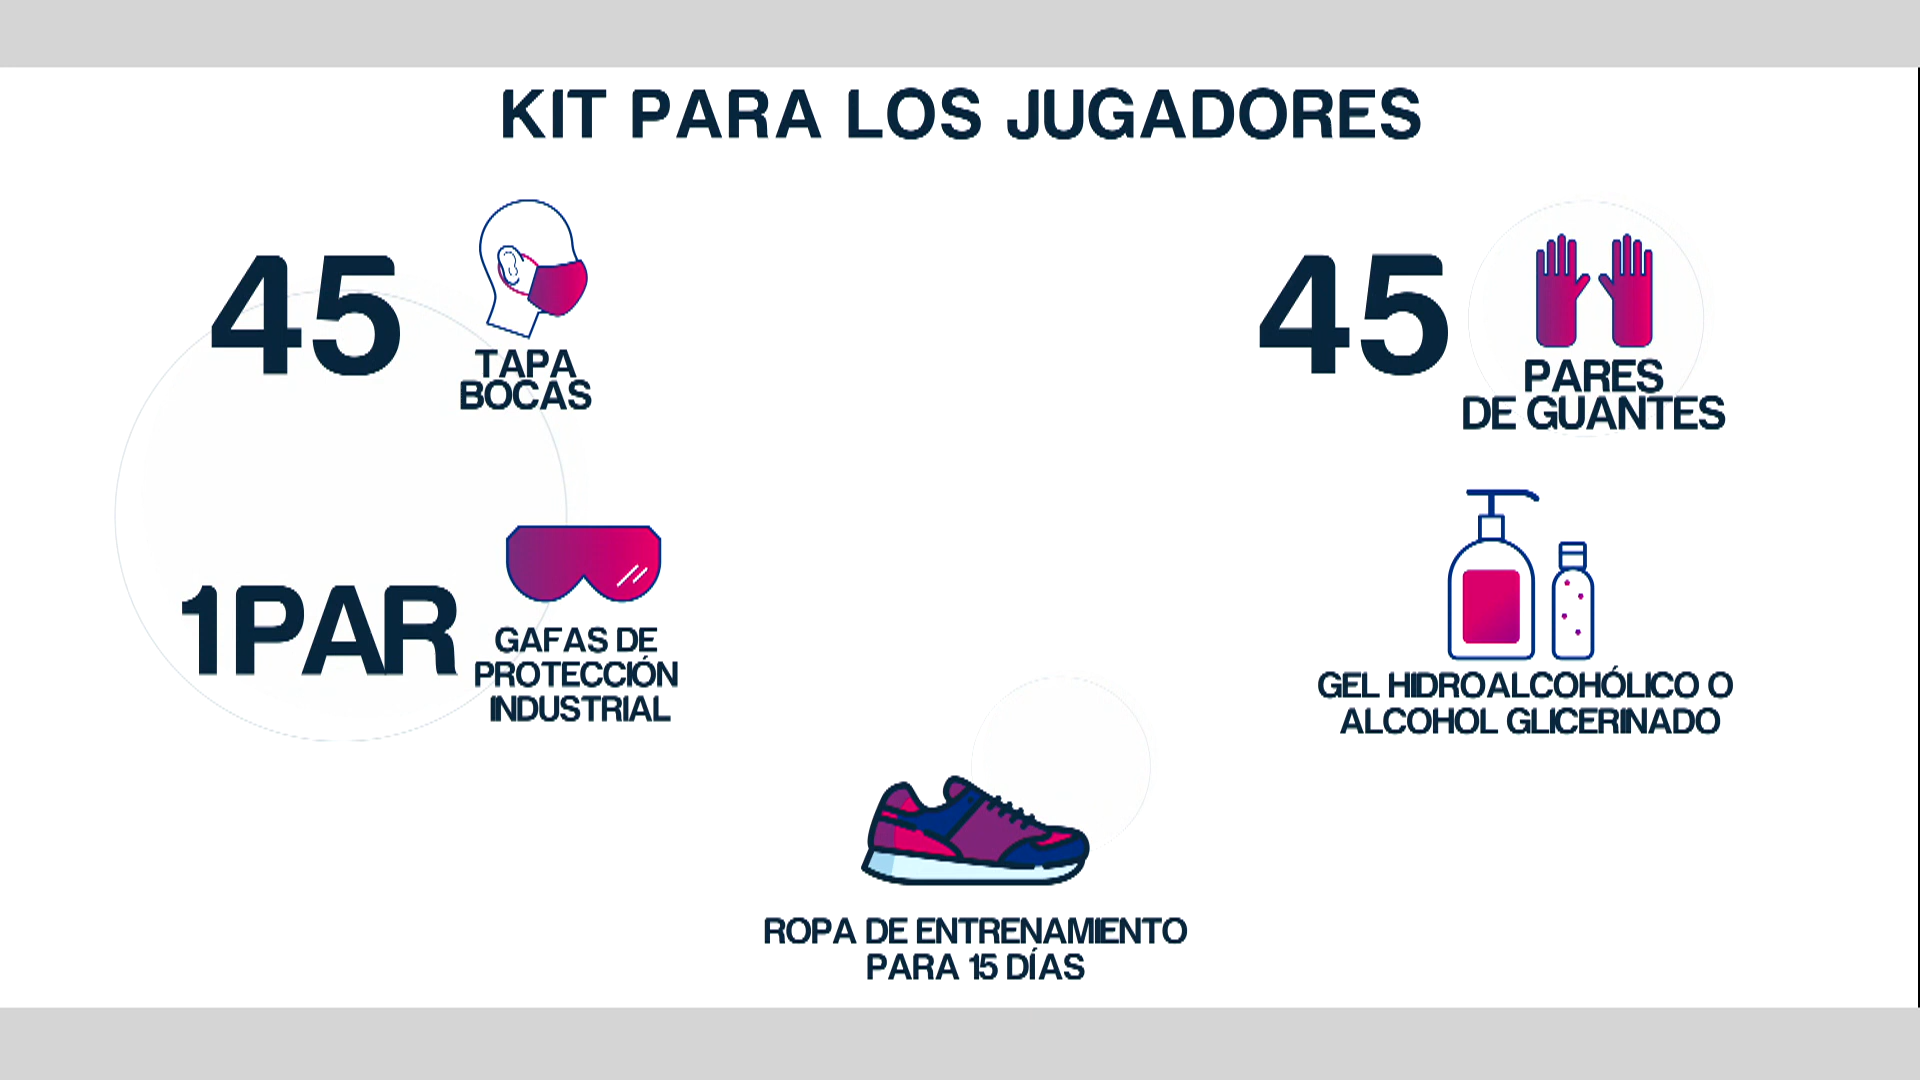 KIT PARA LOS JUGADORES
45
TAPA
BOCAS
45
PARES
DE GUANTES
1PAR
GAFAS DE
PROTECCIÓN
INDUSTRIAL
GEL HIDROALCOHÓLICO O
ALCOHOL GLICERINADO
ROPA DE ENTRENAMIENTO
PARA 15 DÍAS